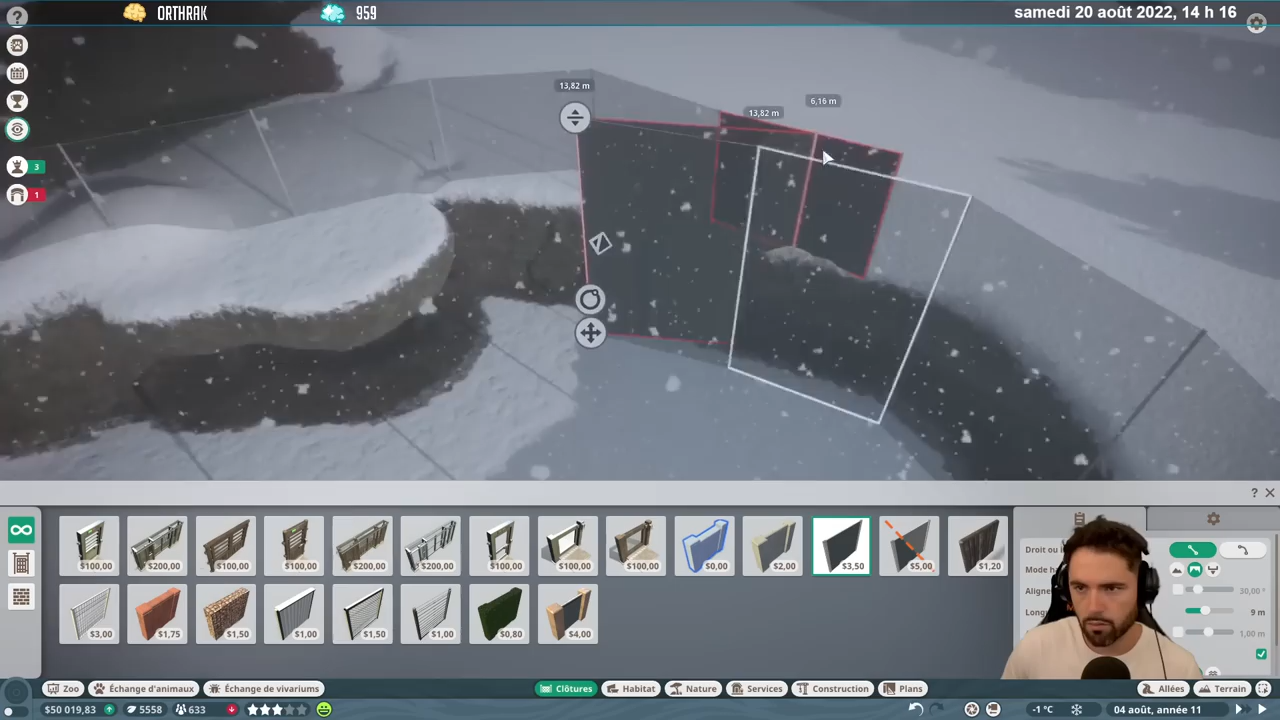 ORTHRAK
959
samedi 20 août 2022, 14 h 16
3
1
13,82 m
13,82 m
6,16 m
$100,00
$200,00
$100,00
$100,00
$200,00
$200,00
$100,00
$100,00
$100,00
$0,00
$2,00
$3,50
$5,00
$1,20
$3,00
$1,75
$1,50
$1,00
$1,50
$1,00
$0,80
$4,00
Droit ou
Mode
30,00 °
9 m
1,00 m
Zoo
Échange d'animaux
Échange de vivariums
Clôtures
Habitat
Nature
Services
Construction
Plans
Allées
Terrain
$50 019,83
5558
633
-1 °C
04 août, année 11